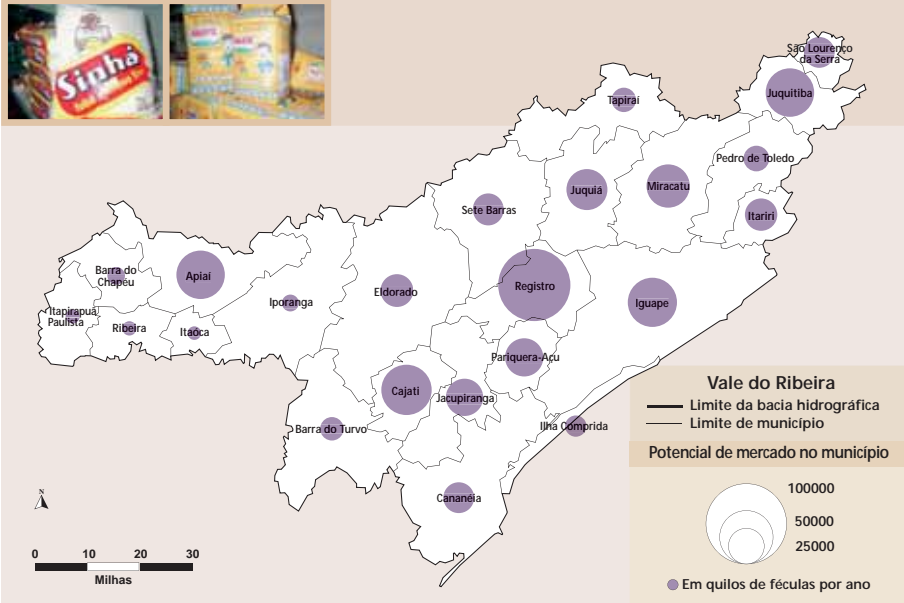 Sinhá
São Lourenço
da Serra
Juquitiba
Tapiraí
Pedro de Toledo
Juquiá
Miracatu
Sete Barras
Itariri
Barra do
Chapéu
Apiaí
Registro
Eldorado
Iporanga
Iguape
Itapirapuã
Paulista
Ribeira
Itaoca
Pariquera-Açu
Cajati
Jacupiranga
Barra do Turvo
Ilha Comprida
Cananéia
Vale do Ribeira
Limite da bacia hidrográfica
Limite de município
Potencial de mercado no município
100000
50000
25000
Em quilos de féculas por ano
N
0 10 20 30
Milhas